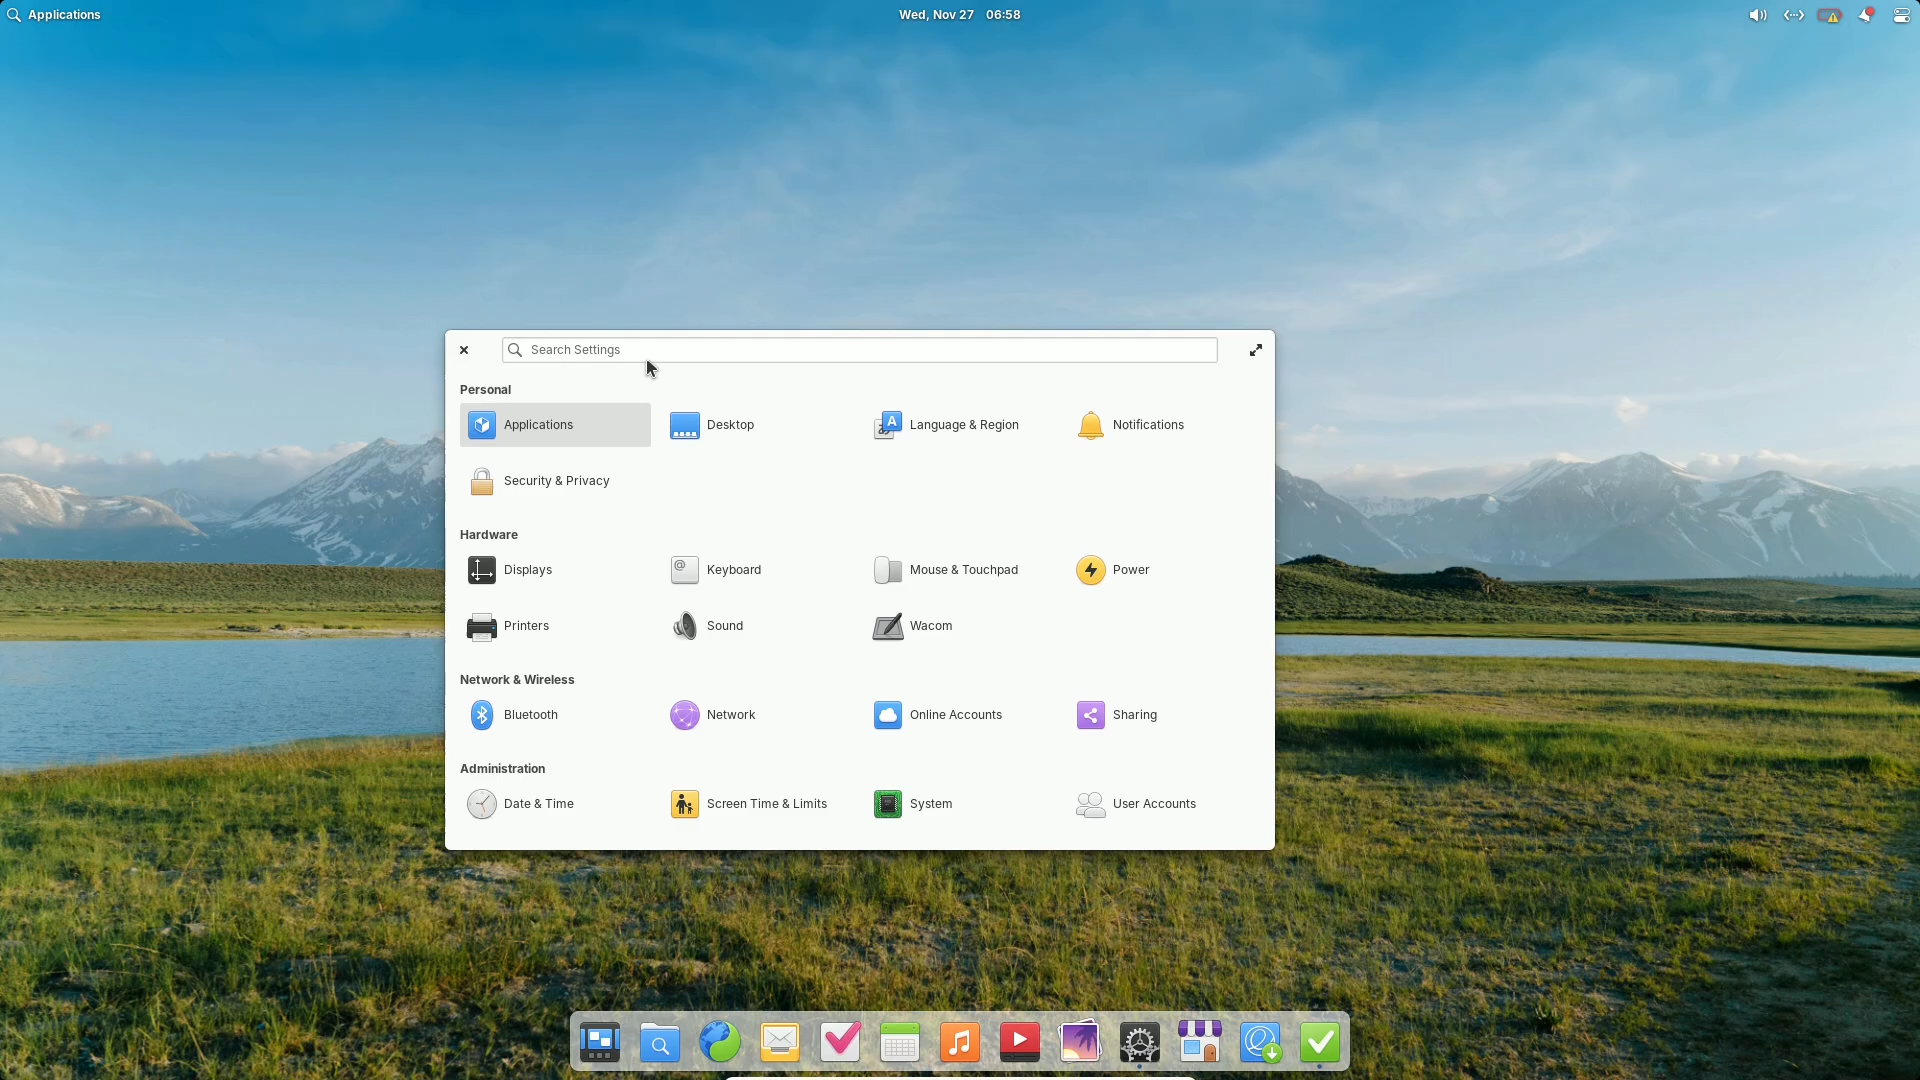 Applications
Wed, Nov 27 06:58
Search Settings
Personal
Applications
Desktop
Language & Region
Notifications
Security & Privacy
Hardware
Displays
Keyboard
Mouse & Touchpad
Power
Printers
Sound
Wacom
Network & Wireless
Bluetooth
Network
Online Accounts
Sharing
Administration
Date & Time
Screen Time & Limits
System
User Accounts